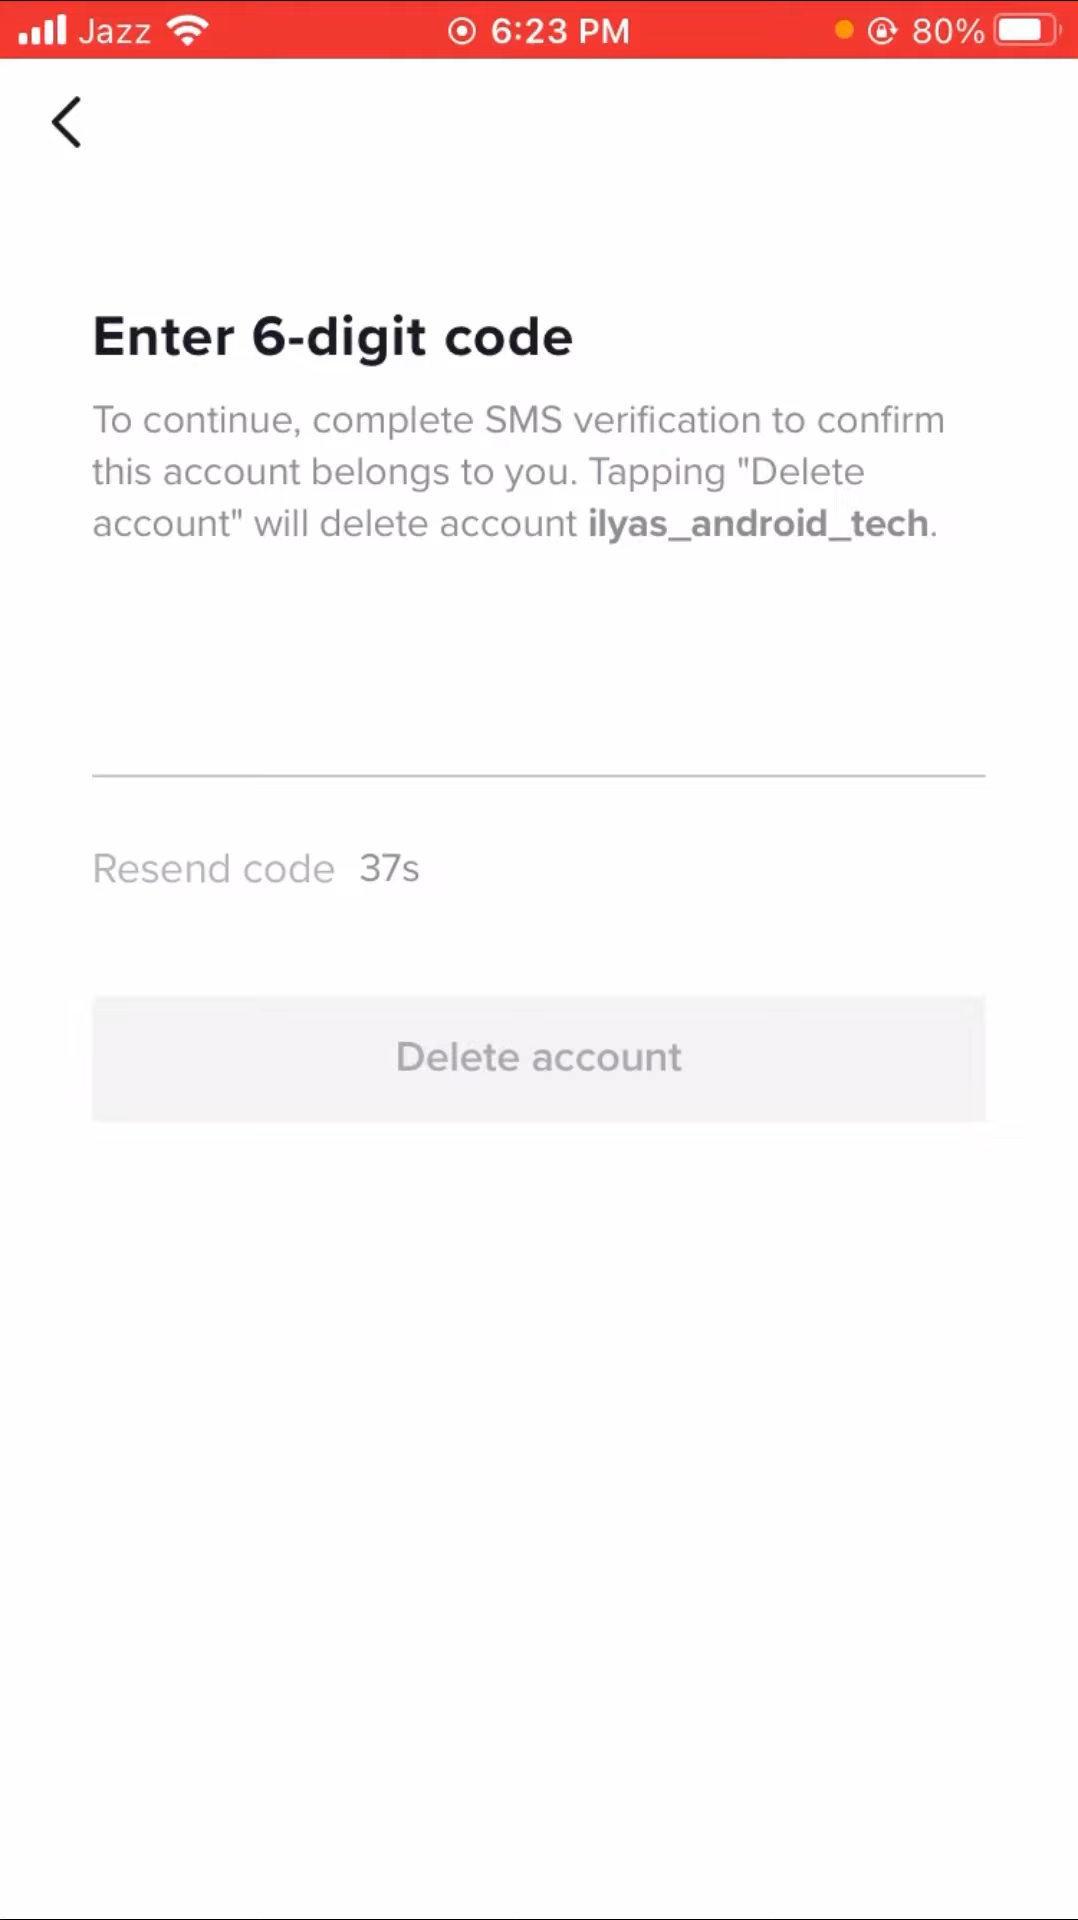 Jazz 6:23 PM 80%
Enter 6-digit code
To continue, complete SMS verification to confirm
this account belongs to you. Tapping "Delete
account" will delete account ilyas_android_tech.
Resend code 37s
Delete account